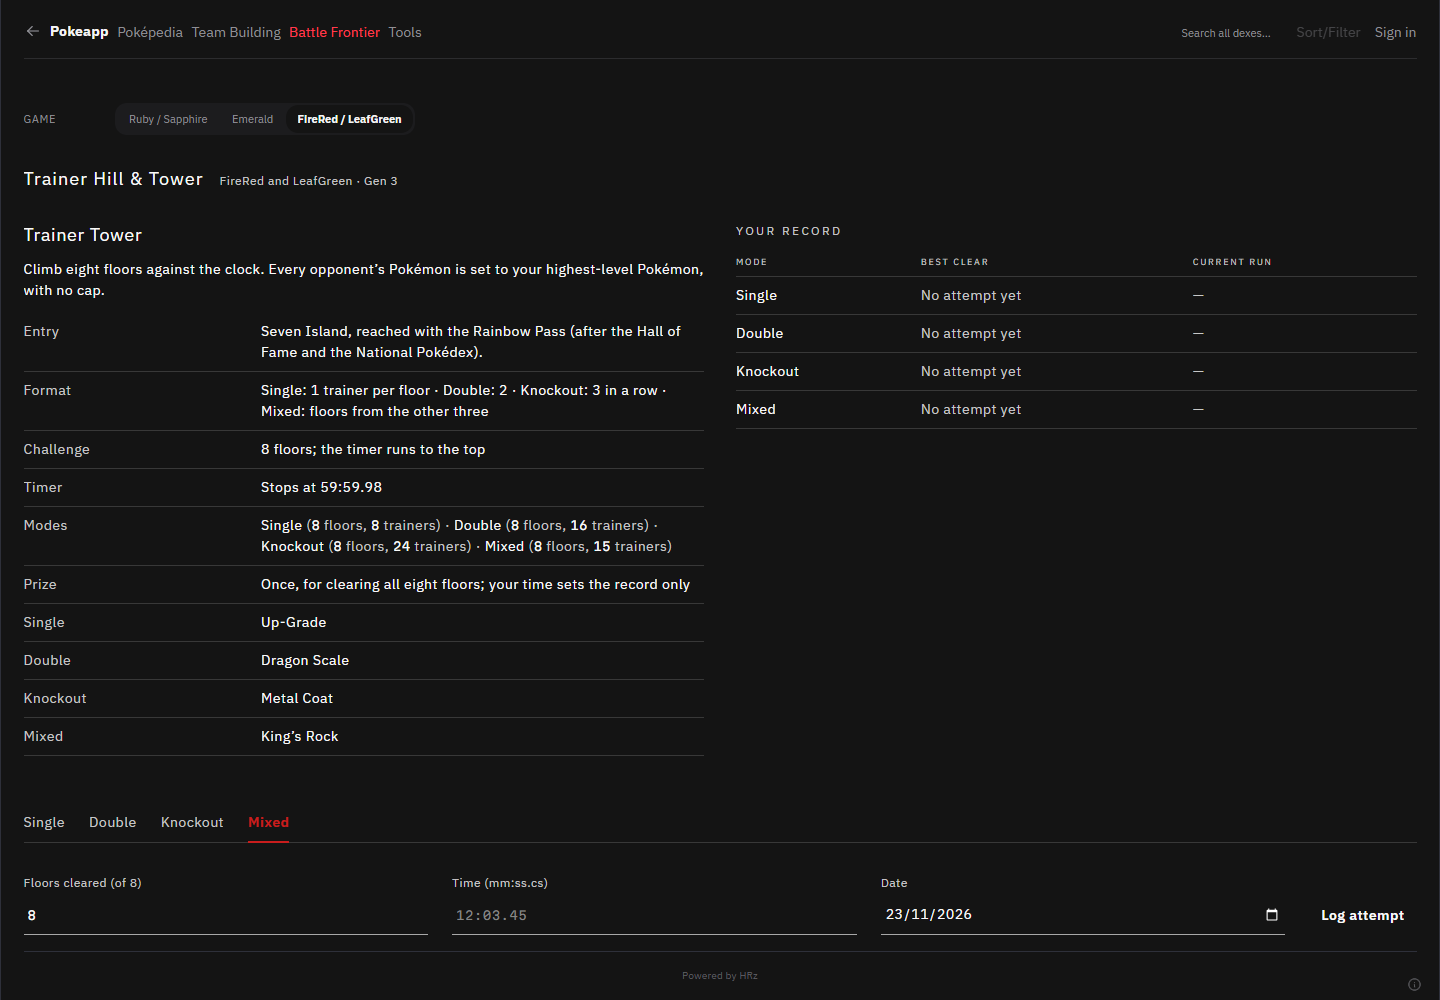 Pokeapp Poképedia Team Building Battle Frontier Tools Search all dexes... Sort/Filter Sign in
GAME Ruby / Sapphire Emerald FireRed / LeafGreen
Trainer Hill & Tower FireRed and LeafGreen · Gen 3
Trainer Tower
Climb eight floors against the clock. Every opponent’s Pokémon is set to your highest-level Pokémon,
with no cap.
Entry Seven Island, reached with the Rainbow Pass (after the Hall of
Fame and the National Pokédex).
Format Single: 1 trainer per floor · Double: 2 · Knockout: 3 in a row ·
Mixed: floors from the other three
Challenge 8 floors; the timer runs to the top
Timer Stops at 59:59.98
Modes Single (8 floors, 8 trainers) · Double (8 floors, 16 trainers) ·
Knockout (8 floors, 24 trainers) · Mixed (8 floors, 15 trainers)
Prize Once, for clearing all eight floors; your time sets the record only
Single Up-Grade
Double Dragon Scale
Knockout Metal Coat
Mixed King’s Rock
YOUR RECORD
MODE BEST CLEAR CURRENT RUN
Single No attempt yet —
Double No attempt yet —
Knockout No attempt yet —
Mixed No attempt yet —
Single Double Knockout Mixed
Floors cleared (of 8) Time (mm:ss.cs) Date
8 12:03.45 23/11/2026 Log attempt
Powered by HRz